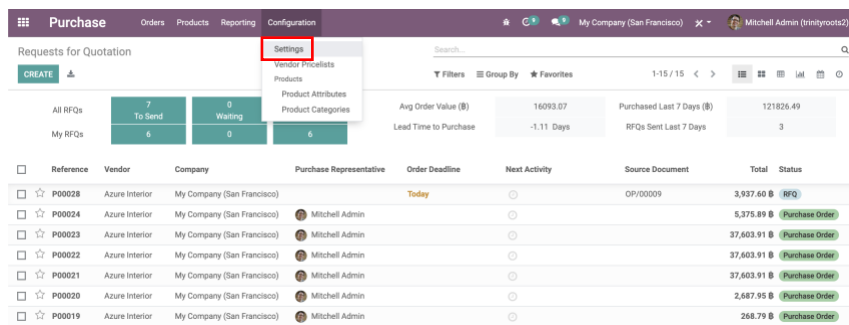 Purchase Orders Products Reporting Configuration My Company (San Francisco) Mitchell Admin (trinityroots2)
Requests for Quotation
Settings
Search...
CREATE
Vendor Pricelists
Filters Group By Favorites 1-15 / 15
Products
Product Attributes
Product Categories
All RFQs
7
To Send
0
Waiting
Avg Order Value (฿) 16093.07 Purchased Last 7 Days (฿) 121826.49
My RFQs 6 0 6 Lead Time to Purchase -1.11 Days RFQs Sent Last 7 Days 3
Reference Vendor Company Purchase Representative Order Deadline Next Activity Source Document Total Status
P00028 Azure Interior My Company (San Francisco) Today OP/00009 3,937.60 ฿ RFQ
P00024 Azure Interior My Company (San Francisco) Mitchell Admin 5,375.89 ฿ Purchase Order
P00023 Azure Interior My Company (San Francisco) Mitchell Admin 37,603.91 ฿ Purchase Order
P00022 Azure Interior My Company (San Francisco) Mitchell Admin 37,603.91 ฿ Purchase Order
P00021 Azure Interior My Company (San Francisco) Mitchell Admin 37,603.91 ฿ Purchase Order
P00020 Azure Interior My Company (San Francisco) Mitchell Admin 2,687.95 ฿ Purchase Order
P00019 Azure Interior My Company (San Francisco) Mitchell Admin 268.79 ฿ Purchase Order